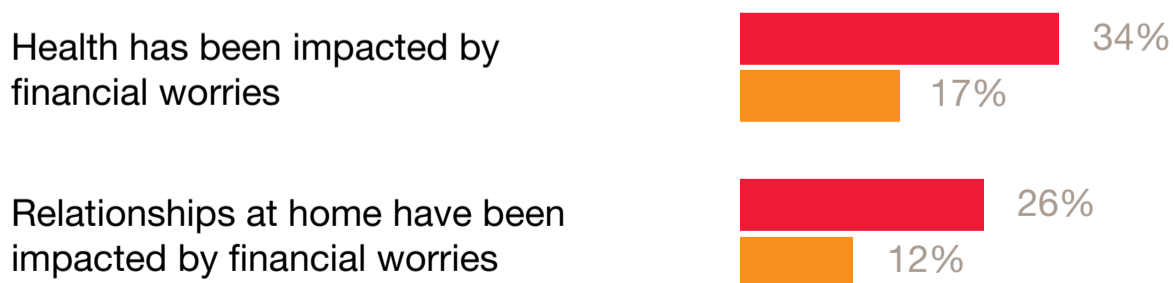 Health has been impacted by
financial worries
34%
17%
Relationships at home have been
impacted by financial worries
26%
12%